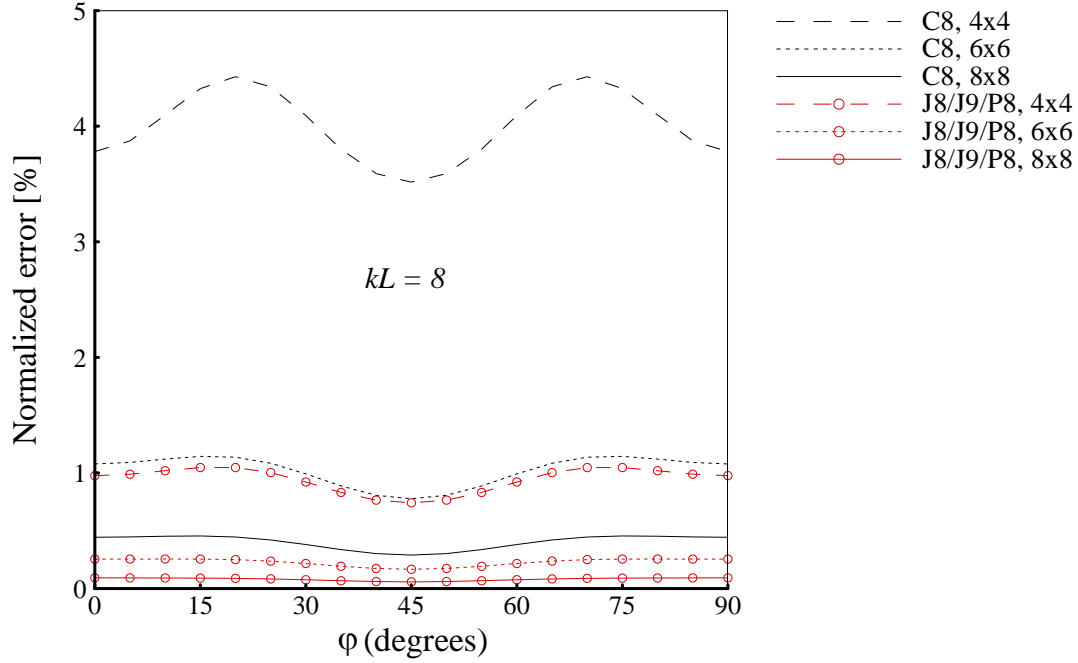 Normalized error [%]
5
4
3
2
1
0
kL = 8
0 15 30 45 60 75 90
φ (degrees)
C8, 4x4
C8, 6x6
C8, 8x8
J8/J9/P8, 4x4
J8/J9/P8, 6x6
J8/J9/P8, 8x8